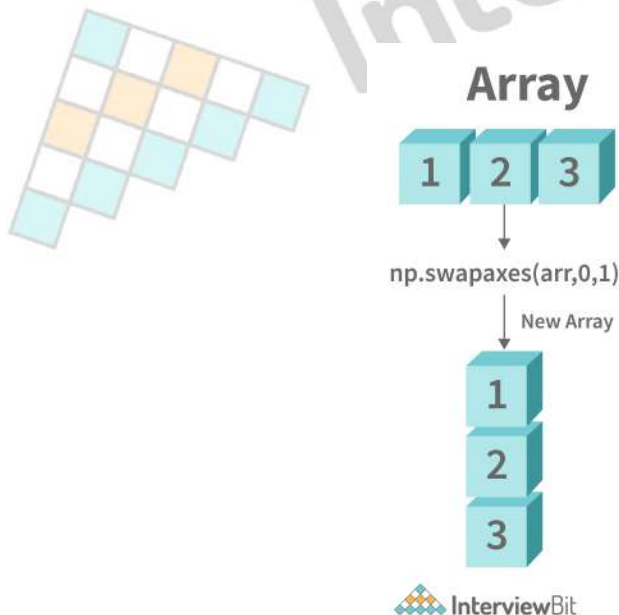 Array
1 2 3
np.swapaxes(arr,0,1)
New Array
1
2
3
InterviewBit